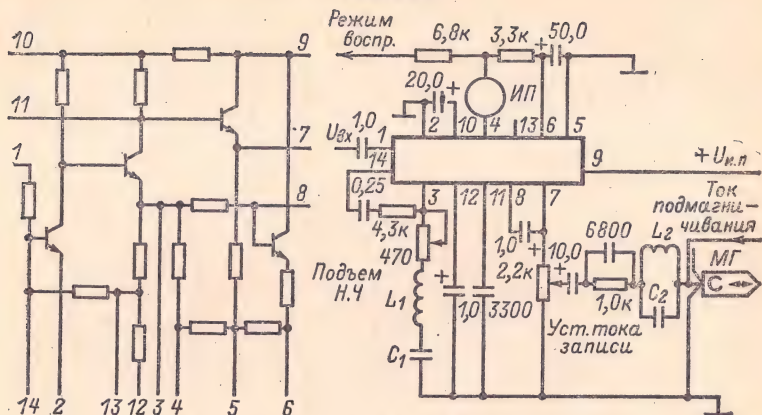 10
9
11
7
1
8
14 2 13 12 3 4 5 6
Режим
воспр.
6,8к
3,3к
+ 50,0
20,0 +
ИП
Uвх
1,0
1
2
10
4
13
6
5
14
9
+Uи.п
0,25
4,3к
3
12
11
8
7
470
1,0
+
Подъем
Н.Ч
L1
C1
+
1,0
3300
2,2к
+
10,0
Уст. тока
записи
6800
1,0к
L2
C2
Ток
подмагни-
чивания
МГ
С